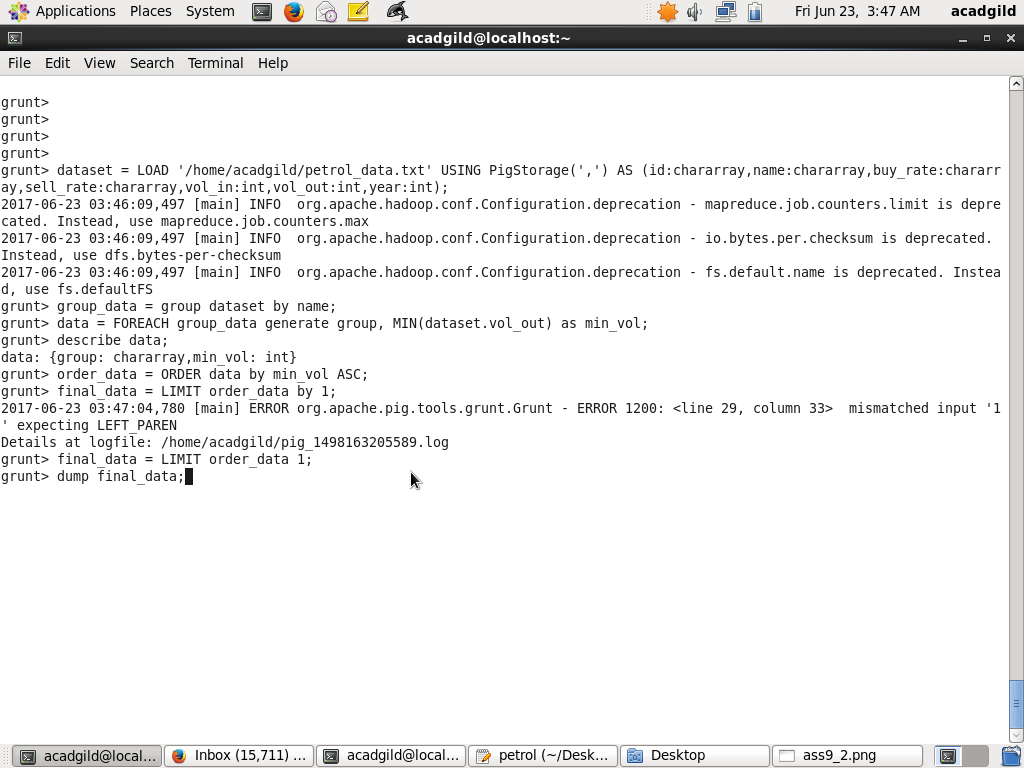 Applications Places System Fri Jun 23, 3:47 AM acadgild
acadgild@localhost:~
File Edit View Search Terminal Help
grunt>
grunt>
grunt>
grunt>
grunt> dataset = LOAD '/home/acadgild/petrol_data.txt' USING PigStorage(',') AS (id:chararray,name:chararray,buy_rate:charar
ay,sell_rate:chararray,vol_in:int,vol_out:int,year:int);
2017-06-23 03:46:09,497 [main] INFO  org.apache.hadoop.conf.Configuration.deprecation - mapreduce.job.counters.limit is depre
cated. Instead, use mapreduce.job.counters.max
2017-06-23 03:46:09,497 [main] INFO  org.apache.hadoop.conf.Configuration.deprecation - io.bytes.per.checksum is deprecated.
Instead, use dfs.bytes-per-checksum
2017-06-23 03:46:09,497 [main] INFO  org.apache.hadoop.conf.Configuration.deprecation - fs.default.name is deprecated. Instea
d, use fs.defaultFS
grunt> group_data = group dataset by name;
grunt> data = FOREACH group_data generate group, MIN(dataset.vol_out) as min_vol;
grunt> describe data;
data: {group: chararray,min_vol: int}
grunt> order_data = ORDER data by min_vol ASC;
grunt> final_data = LIMIT order_data by 1;
2017-06-23 03:47:04,780 [main] ERROR org.apache.pig.tools.grunt.Grunt - ERROR 1200: <line 29, column 33>  mismatched input '1
' expecting LEFT_PAREN
Details at logfile: /home/acadgild/pig_1498163205589.log
grunt> final_data = LIMIT order_data 1;
grunt> dump final_data;
acadgild@local... Inbox (15,711) ... acadgild@local... petrol (~/Desk... Desktop ass9_2.png